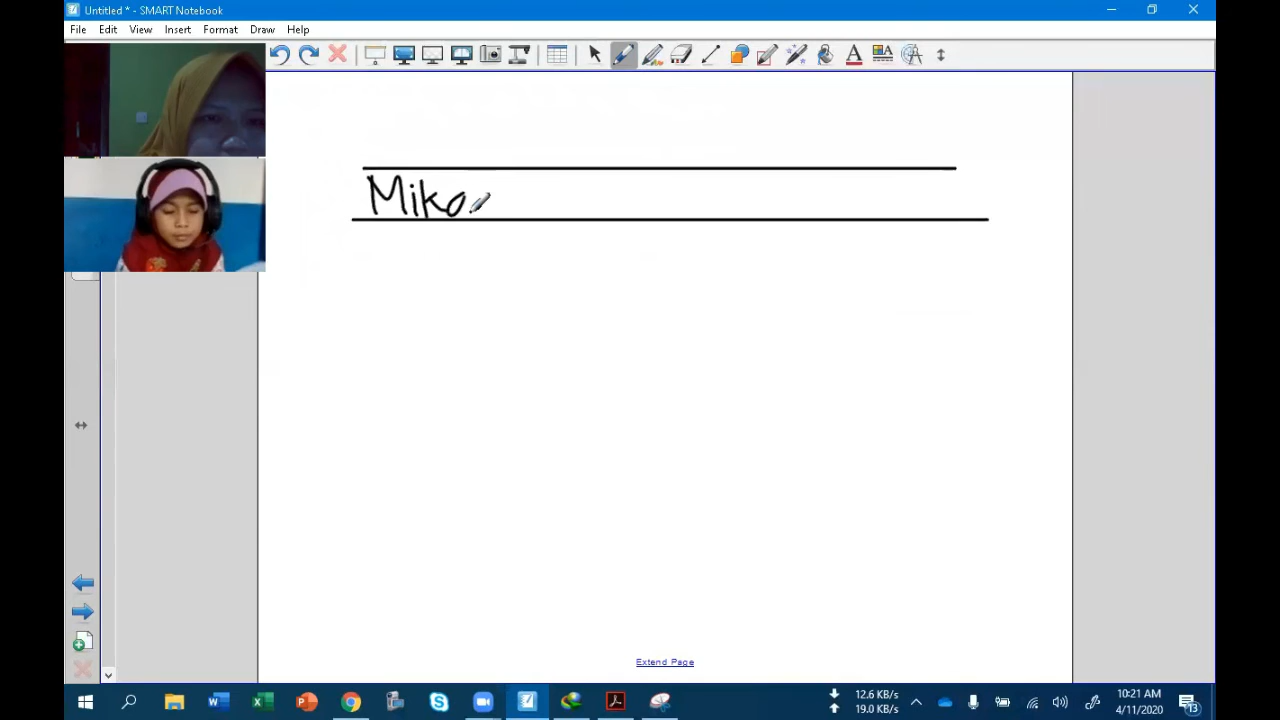 Untitled * - SMART Notebook
File Edit View Insert Format Draw Help
Miko
Extend Page
12.6 KB/s
19.0 KB/s
10:21 AM
4/11/2020
13